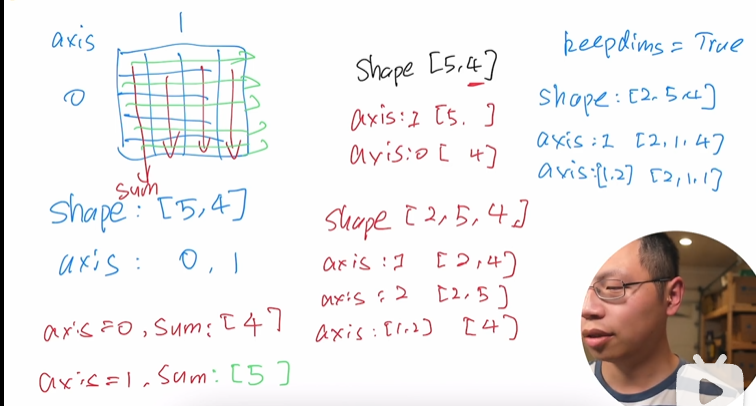 axis 1
0
sum
shape: [5,4]
axis: 0, 1
axis=0, sum: [4]
axis=1, sum: [5]
shape [5,4]
axis:1 [5. ]
axis:0 [ 4]
shape [2,5,4,]
axis:1 [2,4]
axis:2 [2,5]
axis:[1,2] [4]
keepdims = True
shape: [2.5.4]
axis:1 [2,1,4]
axis:[1.2] [2,1,1]